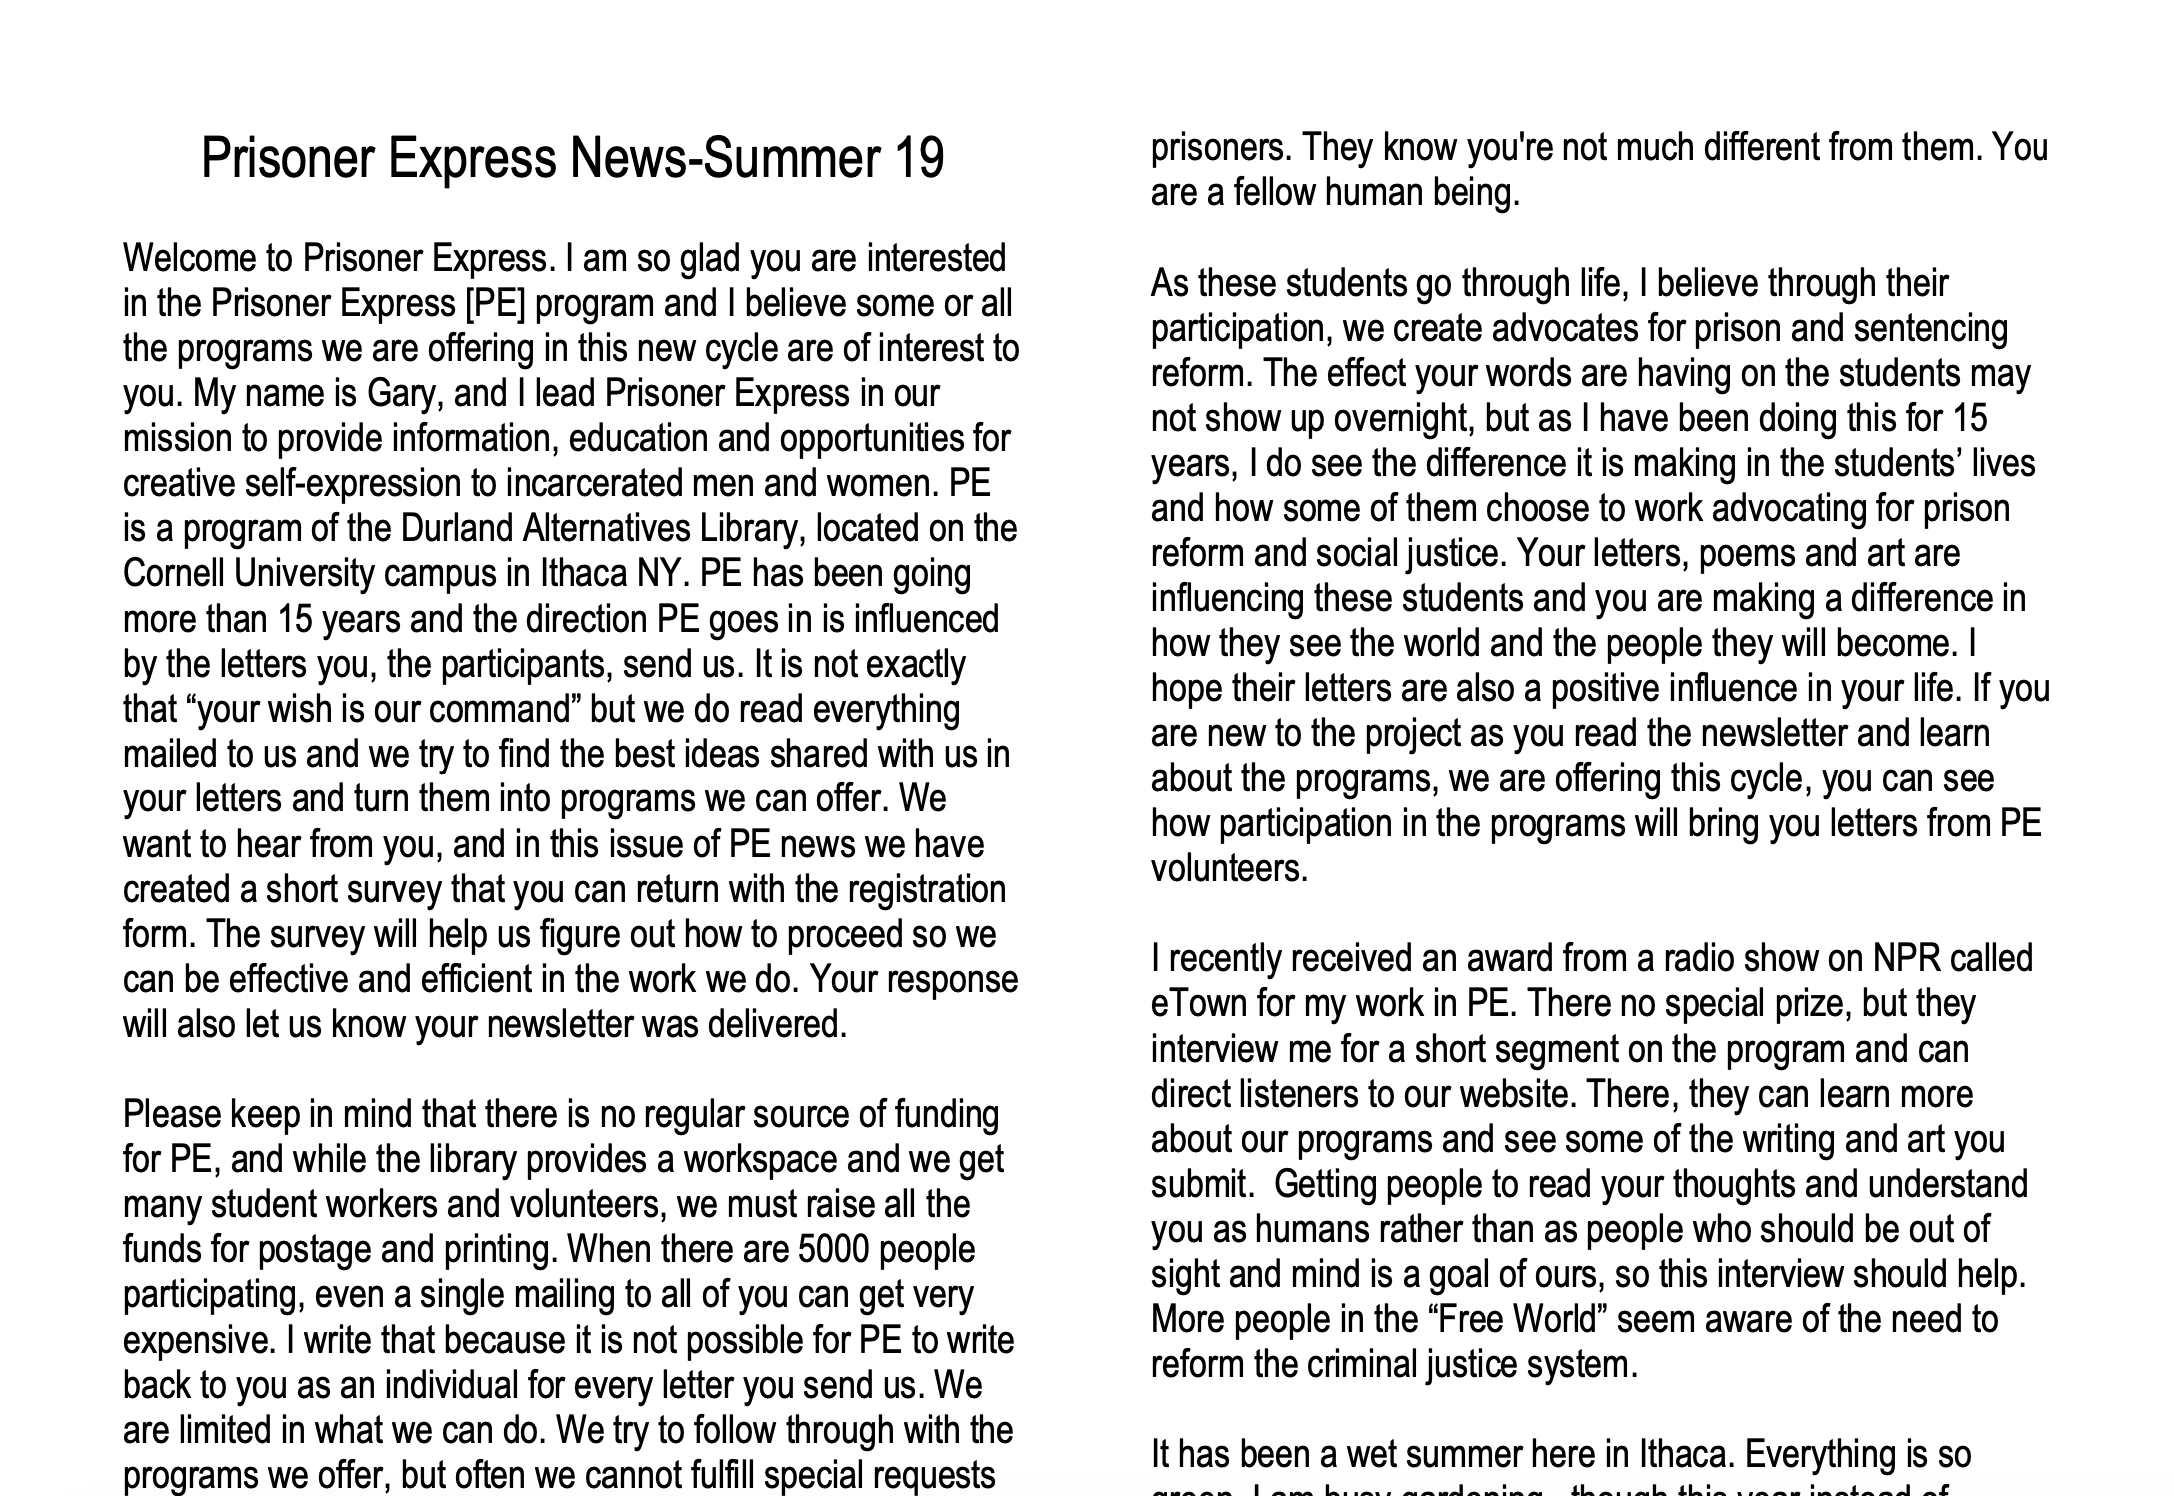 Prisoner Express News-Summer 19
Welcome to Prisoner Express. I am so glad you are interested
in the Prisoner Express [PE] program and I believe some or all
the programs we are offering in this new cycle are of interest to
you. My name is Gary, and I lead Prisoner Express in our
mission to provide information, education and opportunities for
creative self-expression to incarcerated men and women. PE
is a program of the Durland Alternatives Library, located on the
Cornell University campus in Ithaca NY. PE has been going
more than 15 years and the direction PE goes in is influenced
by the letters you, the participants, send us. It is not exactly
that “your wish is our command” but we do read everything
mailed to us and we try to find the best ideas shared with us in
your letters and turn them into programs we can offer. We
want to hear from you, and in this issue of PE news we have
created a short survey that you can return with the registration
form. The survey will help us figure out how to proceed so we
can be effective and efficient in the work we do. Your response
will also let us know your newsletter was delivered.
Please keep in mind that there is no regular source of funding
for PE, and while the library provides a workspace and we get
many student workers and volunteers, we must raise all the
funds for postage and printing. When there are 5000 people
participating, even a single mailing to all of you can get very
expensive. I write that because it is not possible for PE to write
back to you as an individual for every letter you send us. We
are limited in what we can do. We try to follow through with the
programs we offer, but often we cannot fulfill special requests
prisoners. They know you're not much different from them. You
are a fellow human being.
As these students go through life, I believe through their
participation, we create advocates for prison and sentencing
reform. The effect your words are having on the students may
not show up overnight, but as I have been doing this for 15
years, I do see the difference it is making in the students’ lives
and how some of them choose to work advocating for prison
reform and social justice. Your letters, poems and art are
influencing these students and you are making a difference in
how they see the world and the people they will become. I
hope their letters are also a positive influence in your life. If you
are new to the project as you read the newsletter and learn
about the programs, we are offering this cycle, you can see
how participation in the programs will bring you letters from PE
volunteers.
I recently received an award from a radio show on NPR called
eTown for my work in PE. There no special prize, but they
interview me for a short segment on the program and can
direct listeners to our website. There, they can learn more
about our programs and see some of the writing and art you
submit.  Getting people to read your thoughts and understand
you as humans rather than as people who should be out of
sight and mind is a goal of ours, so this interview should help.
More people in the “Free World” seem aware of the need to
reform the criminal justice system.
It has been a wet summer here in Ithaca. Everything is so
green. I am busy gardening, though this year instead of